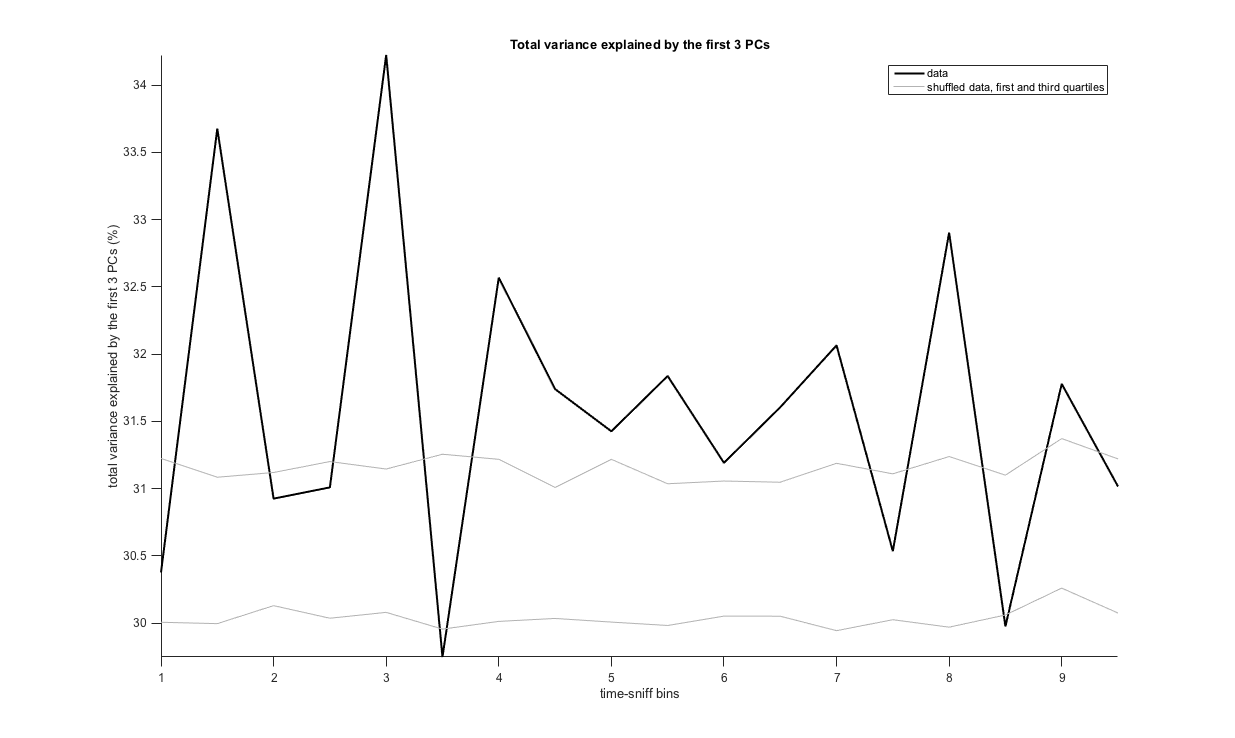 Total variance explained by the first 3 PCs
data
shuffled data, first and third quartiles
total variance explained by the first 3 PCs (%)
34
33.5
33
32.5
32
31.5
31
30.5
30
1 2 3 4 5 6 7 8 9
time-sniff bins